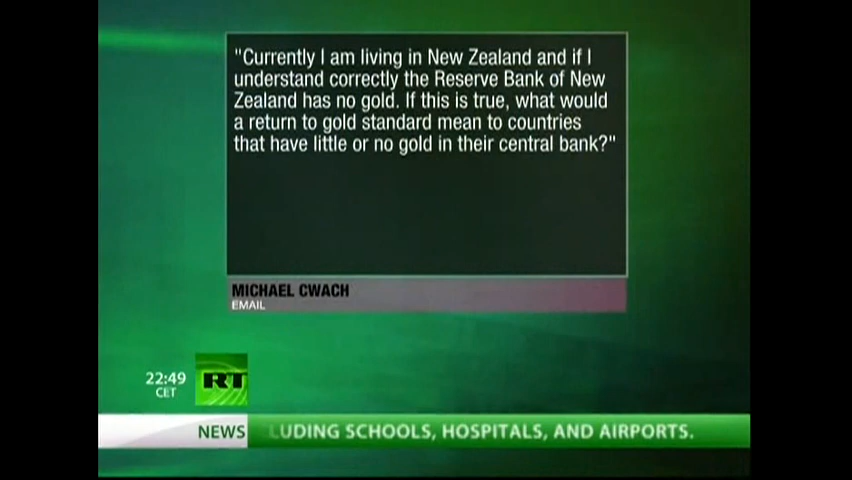 "Currently I am living in New Zealand and if I
understand correctly the Reserve Bank of New
Zealand has no gold. If this is true, what would
a return to gold standard mean to countries
that have little or no gold in their central bank?"
MICHAEL CWACH
EMAIL
22:49
CET
RT
NEWS
LUDING SCHOOLS, HOSPITALS, AND AIRPORTS.